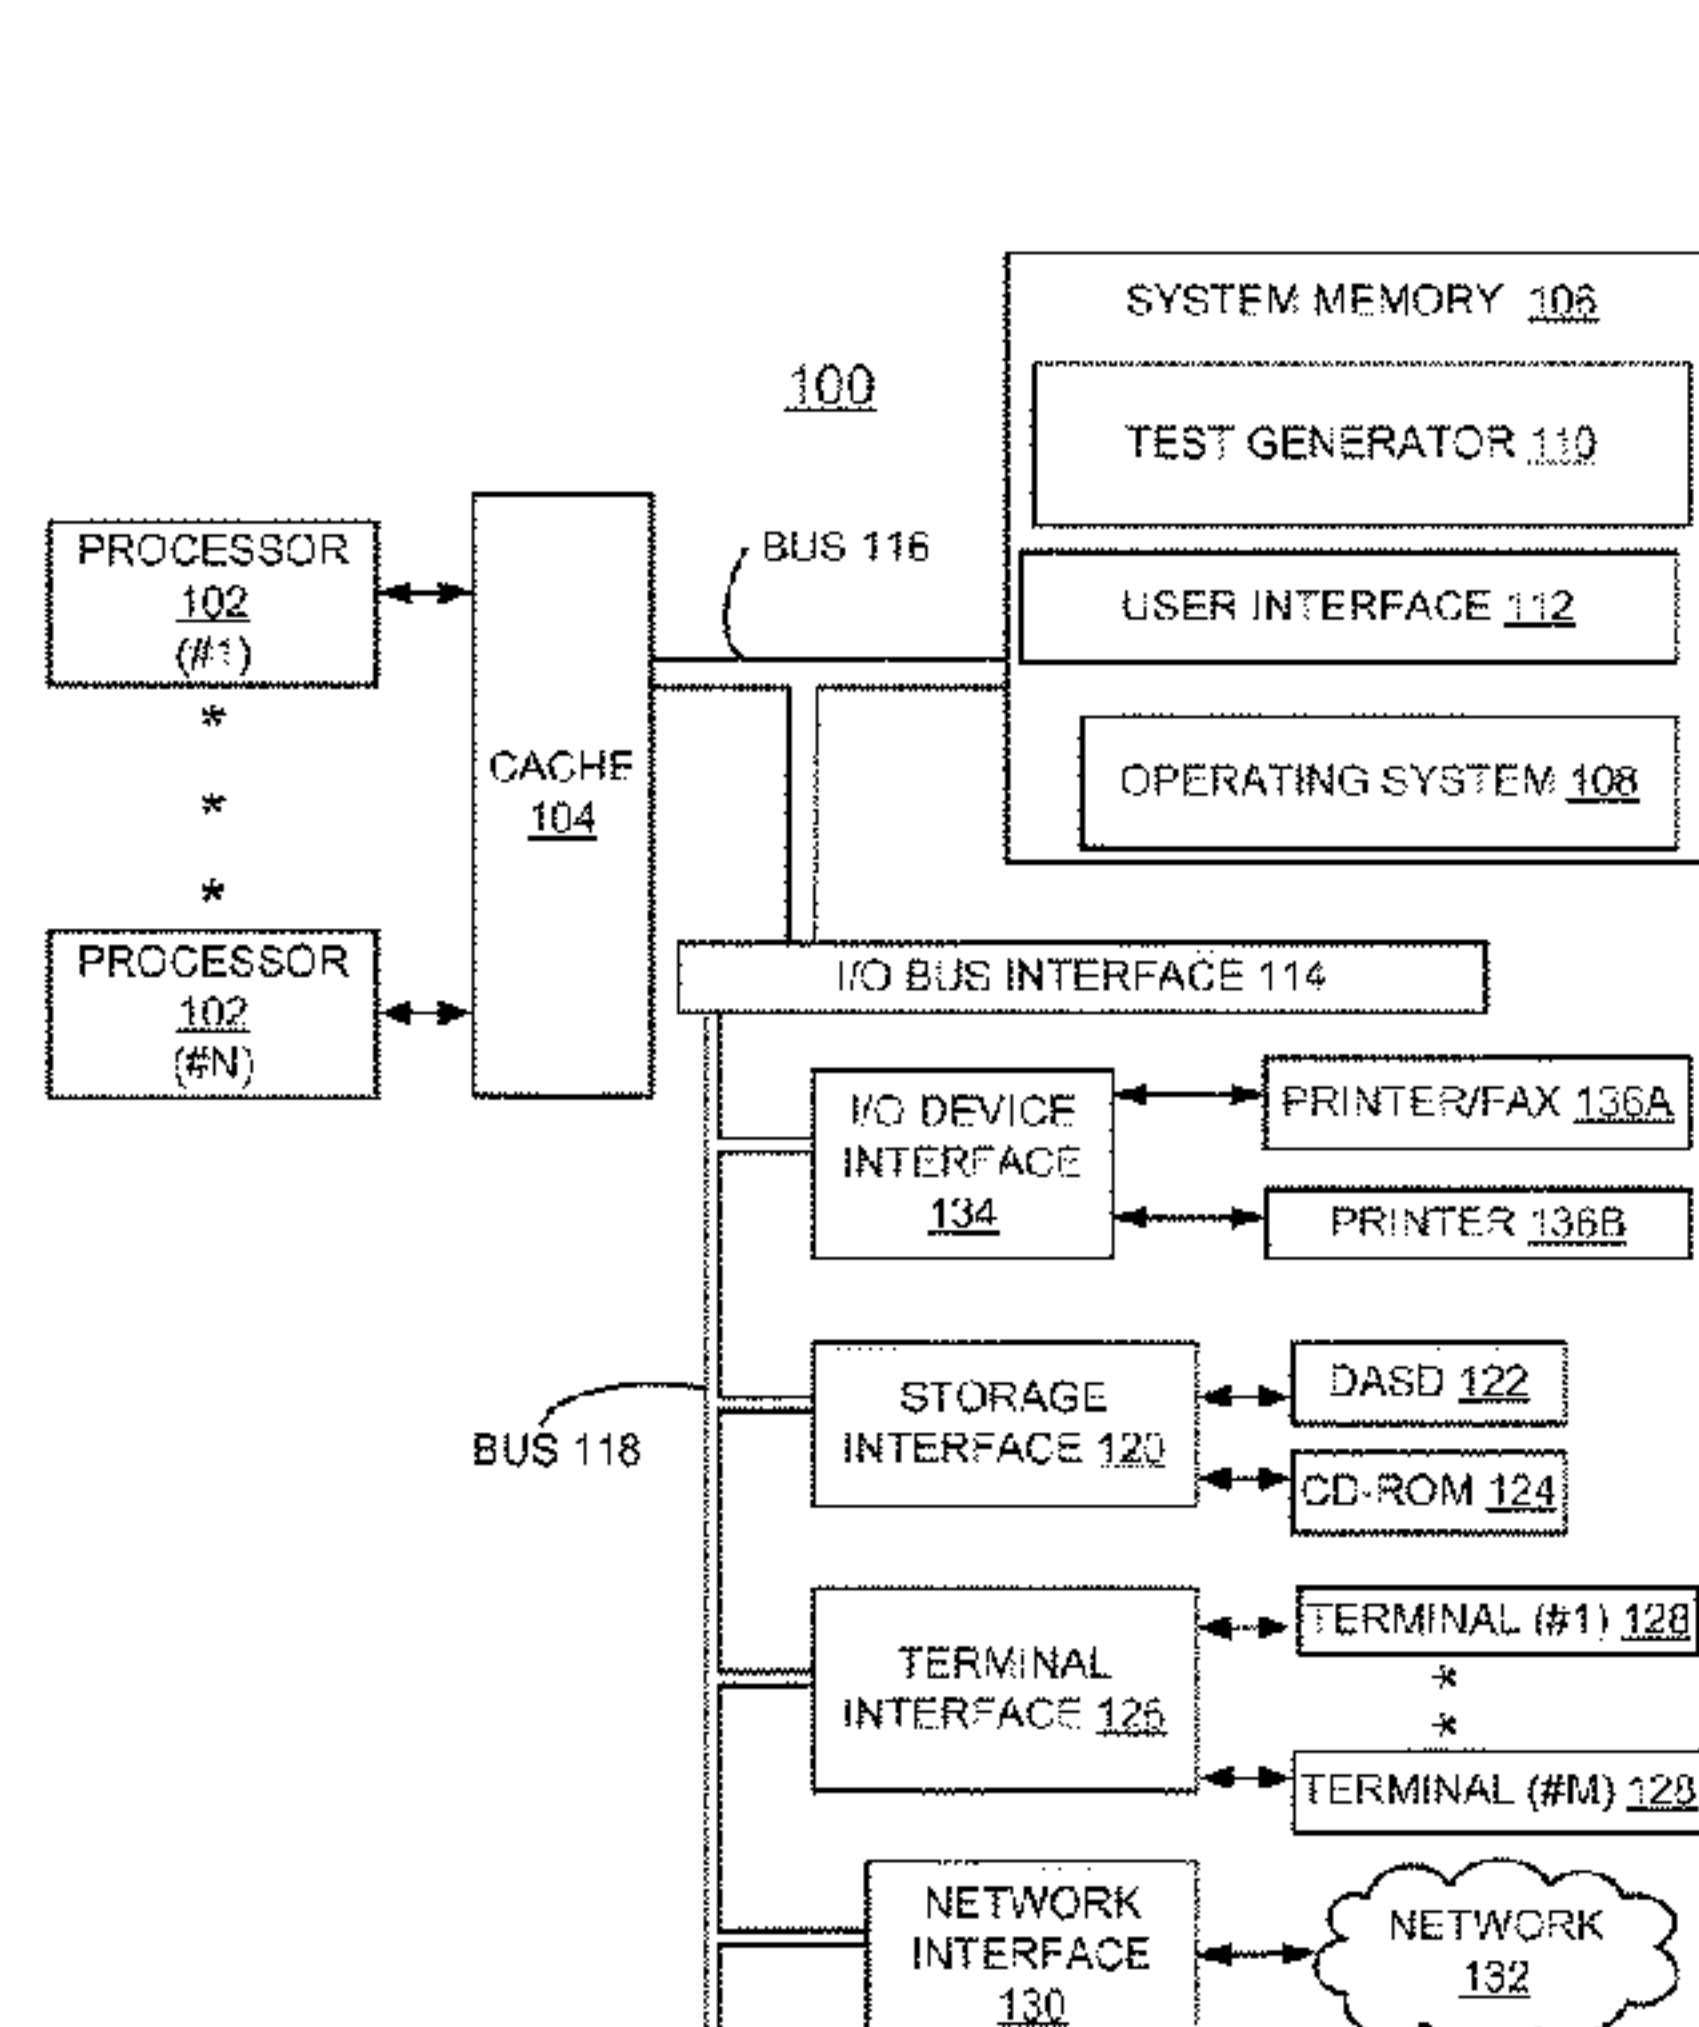 SYSTEM MEMORY 106
100
TEST GENERATOR 110
BUS 116
PROCESSOR
102
(#1)
USER INTERFACE 112
*
CACHE
104
OPERATING SYSTEM 108
*
*
PROCESSOR
102
(#N)
I/O BUS INTERFACE 114
I/O DEVICE
INTERFACE
134
PRINTER/FAX 136A
PRINTER 136B
STORAGE
INTERFACE 120
DASD 122
CD-ROM 124
BUS 118
TERMINAL
INTERFACE 126
TERMINAL (#1) 128
*
*
TERMINAL (#M) 128
NETWORK
INTERFACE
130
NETWORK
132